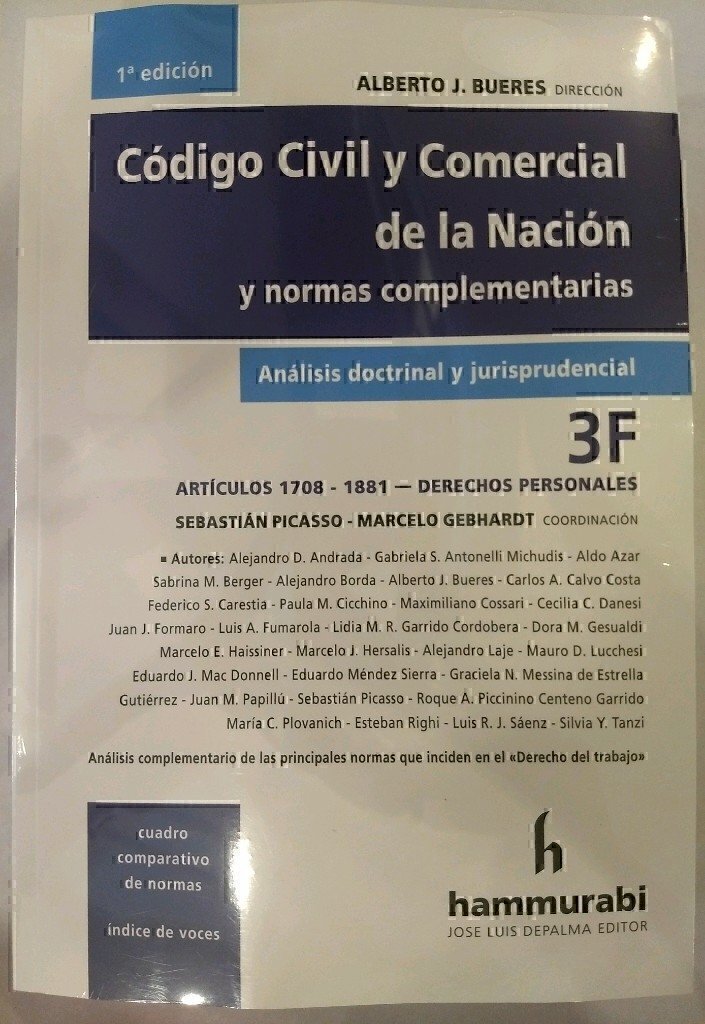 1ª edición
ALBERTO J. BUERES DIRECCIÓN
Código Civil y Comercial
de la Nación
y normas complementarias
Análisis doctrinal y jurisprudencial
3F
ARTÍCULOS 1708 - 1881 — DERECHOS PERSONALES
SEBASTIÁN PICASSO - MARCELO GEBHARDT COORDINACIÓN
▪ Autores: Alejandro D. Andrada - Gabriela S. Antonelli Michudis - Aldo Azar
Sabrina M. Berger - Alejandro Borda - Alberto J. Bueres - Carlos A. Calvo Costa
Federico S. Carestia - Paula M. Cicchino - Maximiliano Cossari - Cecilia C. Danesi
Juan J. Formaro - Luis A. Fumarola - Lidia M. R. Garrido Cordobera - Dora M. Gesualdi
Marcelo E. Haissiner - Marcelo J. Hersalis - Alejandro Laje - Mauro D. Lucchesi
Eduardo J. Mac Donnell - Eduardo Méndez Sierra - Graciela N. Messina de Estrella
Gutiérrez - Juan M. Papillú - Sebastián Picasso - Roque A. Piccinino Centeno Garrido
María C. Plovanich - Esteban Righi - Luis R. J. Sáenz - Silvia Y. Tanzi
Análisis complementario de las principales normas que inciden en el «Derecho del trabajo»
cuadro
comparativo
de normas
índice de voces
h
hammurabi
JOSE LUIS DEPALMA EDITOR